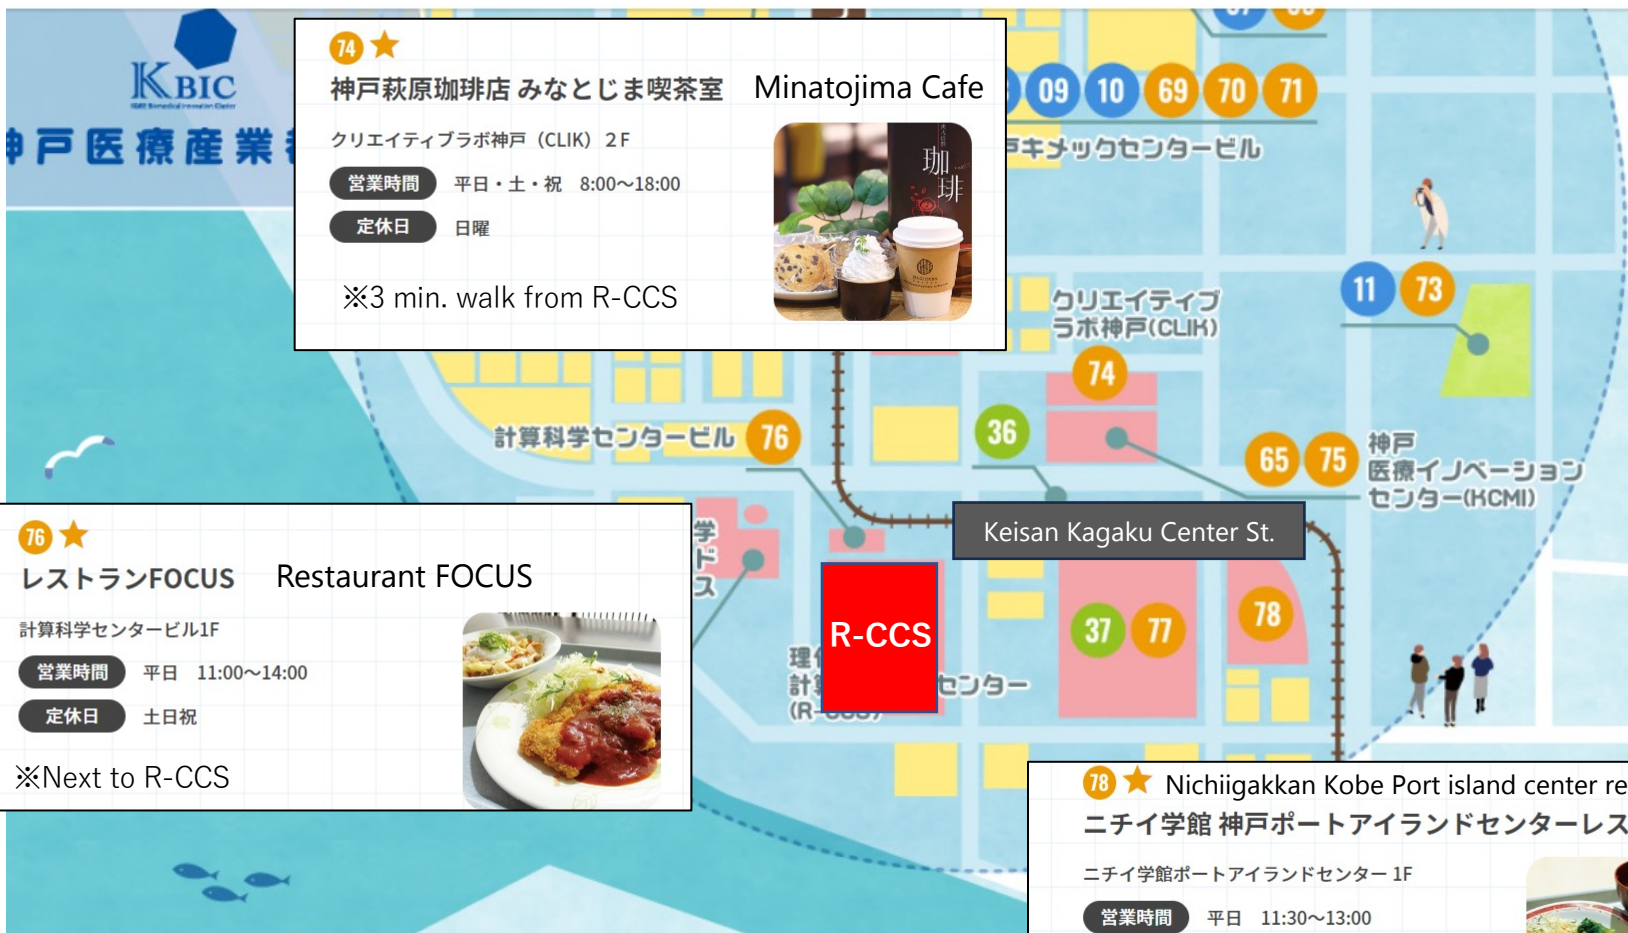 KBIC
神戸医療産業
74
神戸萩原珈琲店 みなとじま喫茶室 Minatojima Cafe
クリエイティブラボ神戸（CLIK）2F
営業時間 平日・土・祝 8:00～18:00
定休日 日曜
※3 min. walk from R-CCS
珈琲
09 10 69 70 71
戸キメックセンタービル
11 73
クリエイティブ
ラボ神戸(CLIK)
74
計算科学センタービル 76
36
65 75 神戸
医療イノベーション
センター(KCMI)
Keisan Kagaku Center St.
76
レストランFOCUS Restaurant FOCUS
計算科学センタービル1F
営業時間 平日 11:00～14:00
定休日 土日祝
※Next to R-CCS
学
ド
ス
R-CCS
理
計
センター
(R-CCS)
37 77
78
78 Nichiigakkan Kobe Port island center re
ニチイ学館 神戸ポートアイランドセンターレス
ニチイ学館ポートアイランドセンター 1F
営業時間 平日 11:30～13:00